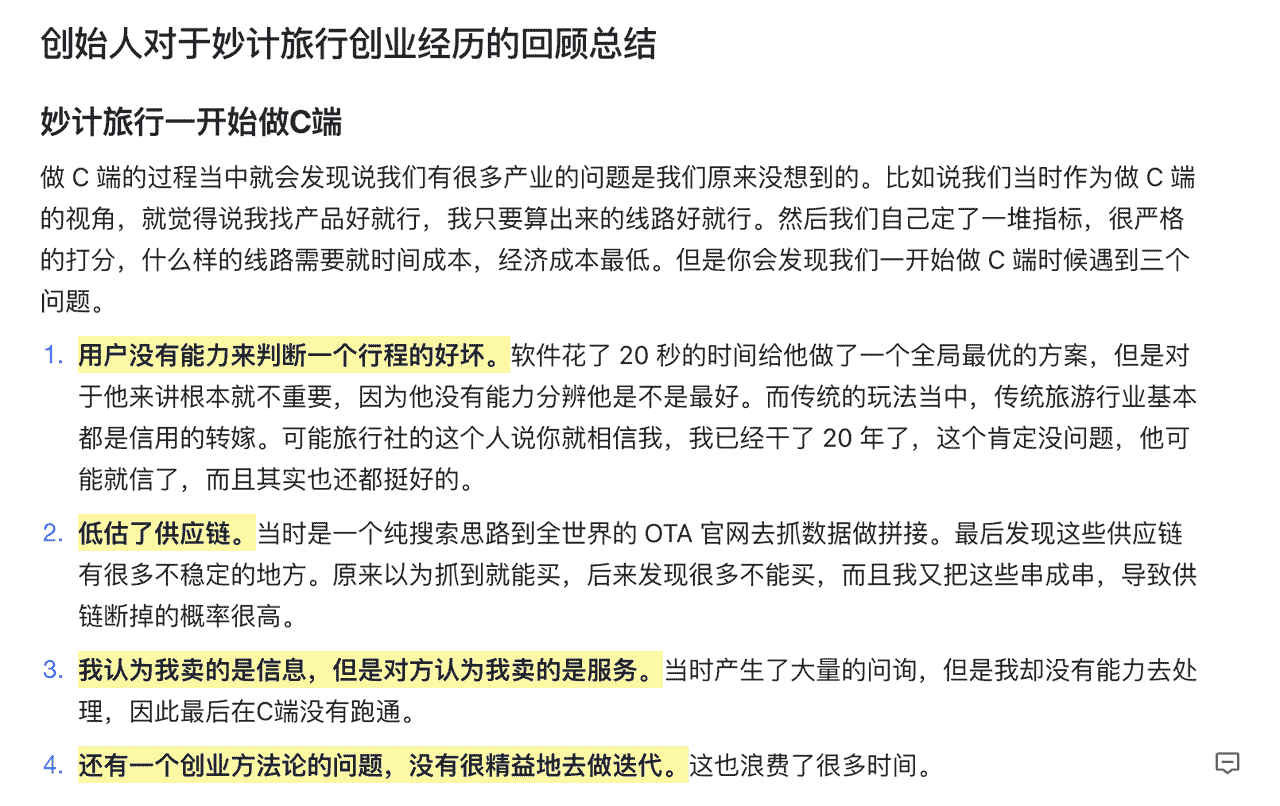 创始人对于妙计旅行创业经历的回顾总结
妙计旅行一开始做C端
做 C 端的过程当中就会发现说我们有很多产业的问题是我们原来没想到的。比如说我们当时作为做 C 端
的视角，就觉得说我找产品好就行，我只要算出来的线路好就行。然后我们自己定了一堆指标，很严格
的打分，什么样的线路需要就时间成本，经济成本最低。但是你会发现我们一开始做 C 端时候遇到三个
问题。
1. 用户没有能力来判断一个行程的好坏。软件花了 20 秒的时间给他做了一个全局最优的方案，但是对
于他来讲根本就不重要，因为他没有能力分辨他是不是最好。而传统的玩法当中，传统旅游行业基本
都是信用的转嫁。可能旅行社的这个人说你就相信我，我已经干了 20 年了，这个肯定没问题，他可
能就信了，而且其实也还都挺好的。
2. 低估了供应链。当时是一个纯搜索思路到全世界的 OTA 官网去抓数据做拼接。最后发现这些供应链
有很多不稳定的地方。原来以为抓到就能买，后来发现很多不能买，而且我又把这些串成串，导致供
链断掉的概率很高。
3. 我认为我卖的是信息，但是对方认为我卖的是服务。当时产生了大量的问询，但是我却没有能力去处
理，因此最后在C端没有跑通。
4. 还有一个创业方法论的问题，没有很精益地去做迭代。这也浪费了很多时间。